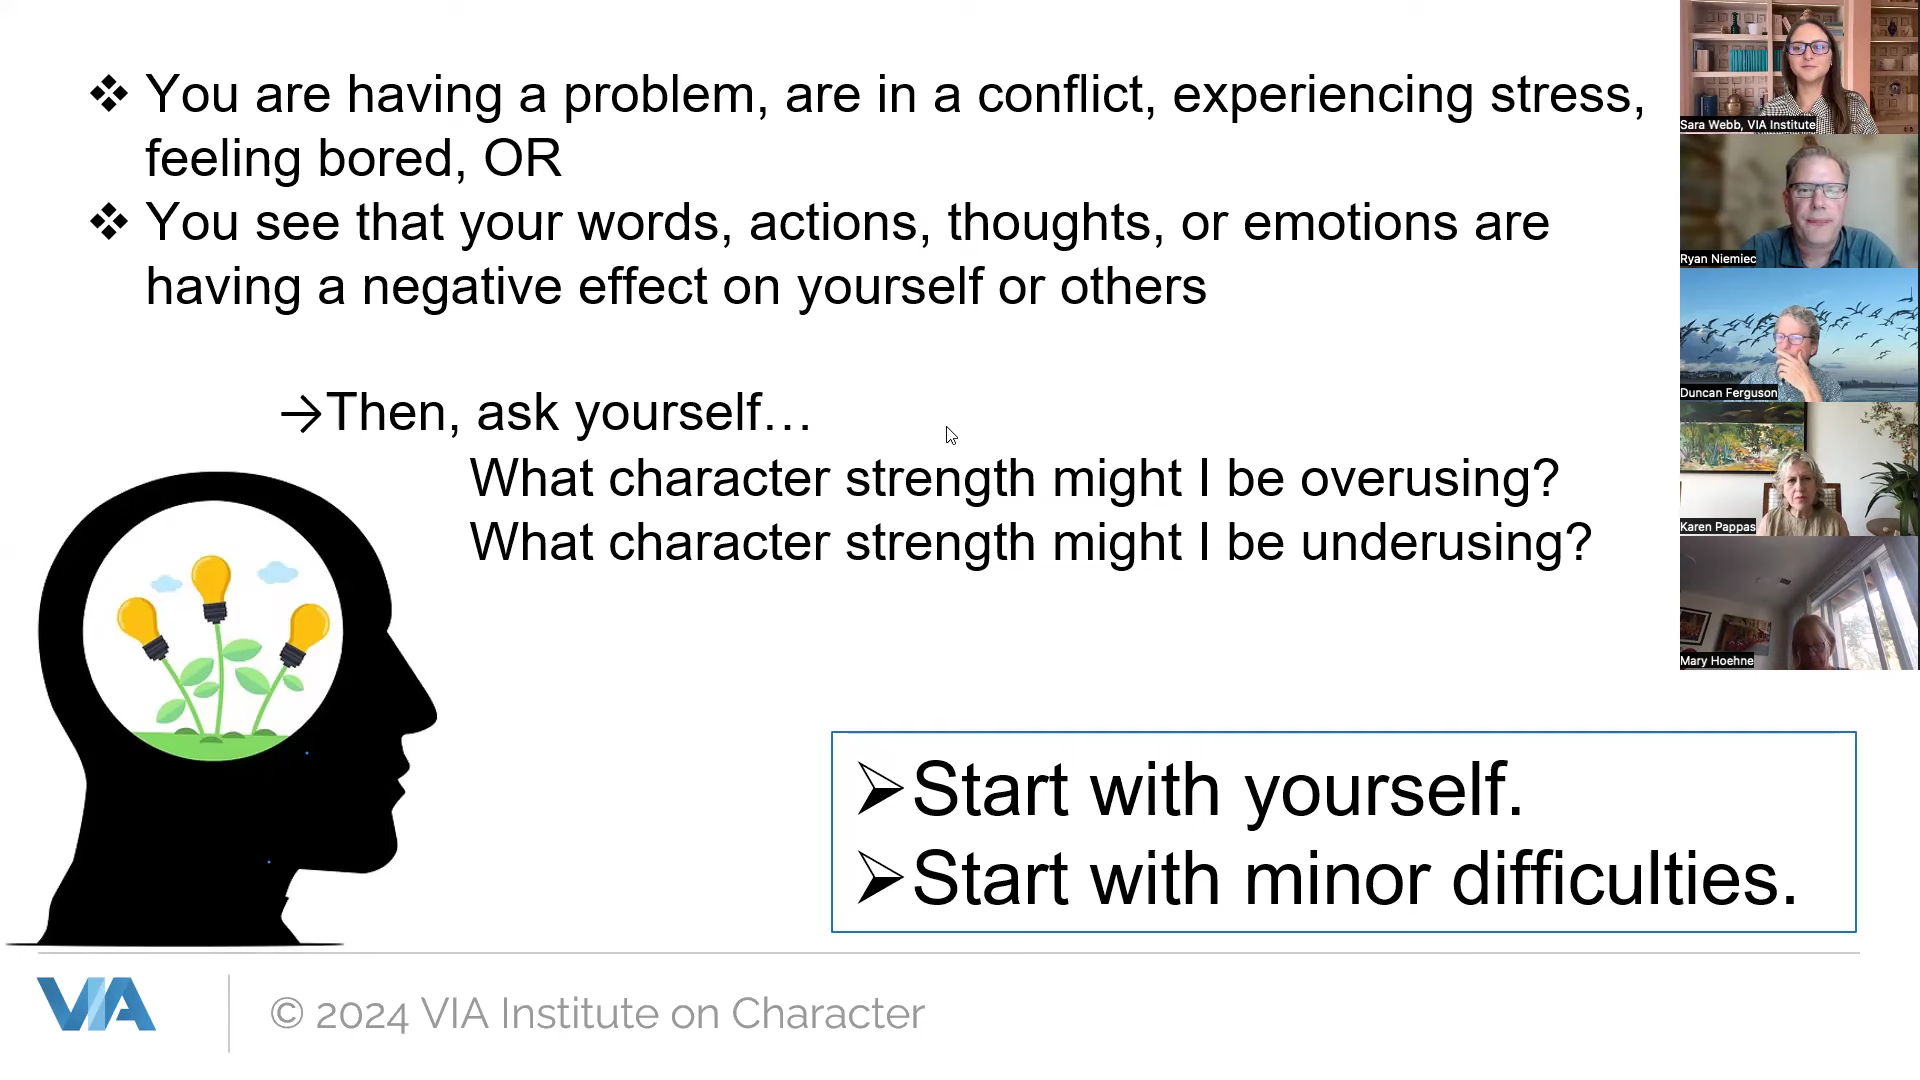 ❖ You are having a problem, are in a conflict, experiencing stress,
feeling bored, OR
❖ You see that your words, actions, thoughts, or emotions are
having a negative effect on yourself or others
→Then, ask yourself…
What character strength might I be overusing?
What character strength might I be underusing?
➢Start with yourself.
➢Start with minor difficulties.
VIA
© 2024 VIA Institute on Character
Sara Webb, VIA Institute
Ryan Niemiec
Duncan Ferguson
Karen Pappas
Mary Hoehne